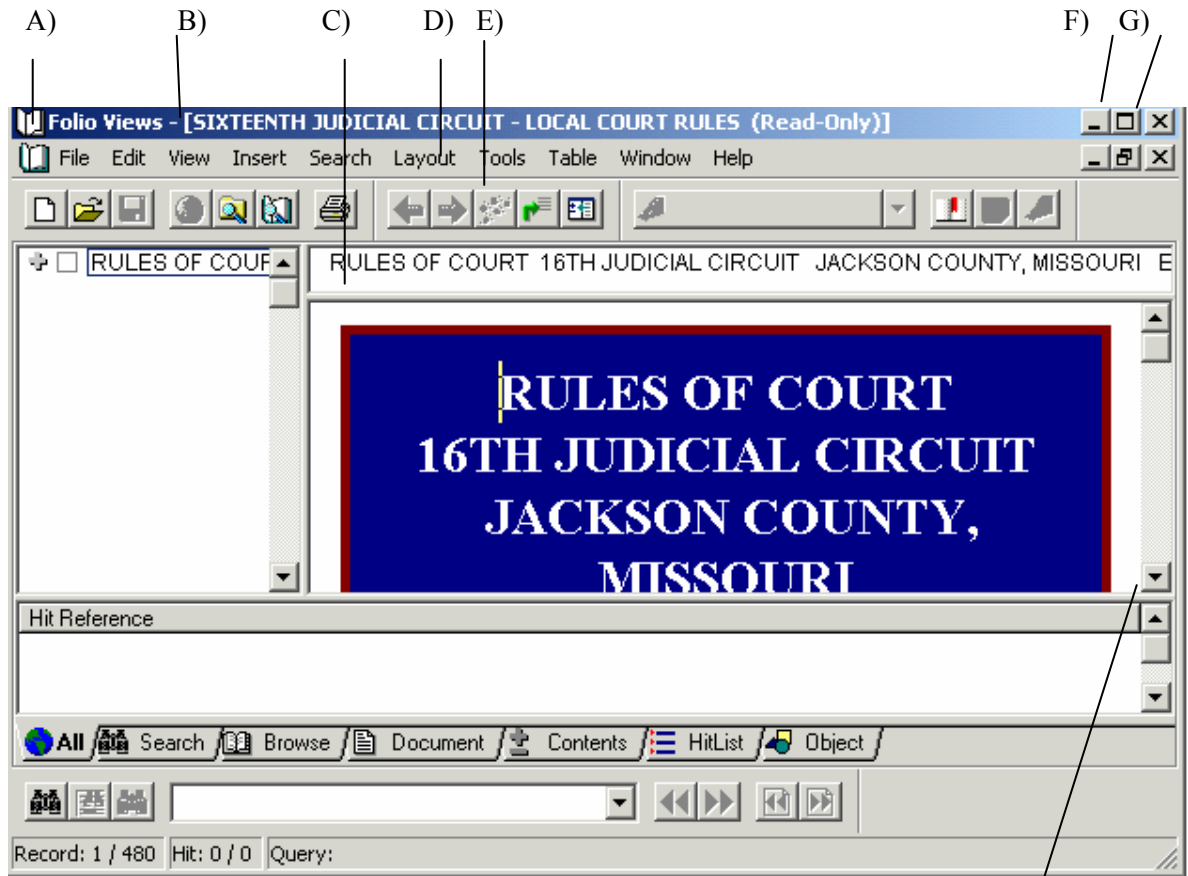 A) B) C) D) E) F) G)
Folio Views - [SIXTEENTH JUDICIAL CIRCUIT - LOCAL COURT RULES (Read-Only)]
File Edit View Insert Search Layout Tools Table Window Help
RULES OF COUR
RULES OF COURT 16TH JUDICIAL CIRCUIT JACKSON COUNTY, MISSOURI E
RULES OF COURT
16TH JUDICIAL CIRCUIT
JACKSON COUNTY,
MISSOURI
Hit Reference
All Search Browse Document Contents HitList Object
Record: 1 / 480 Hit: 0 / 0 Query: